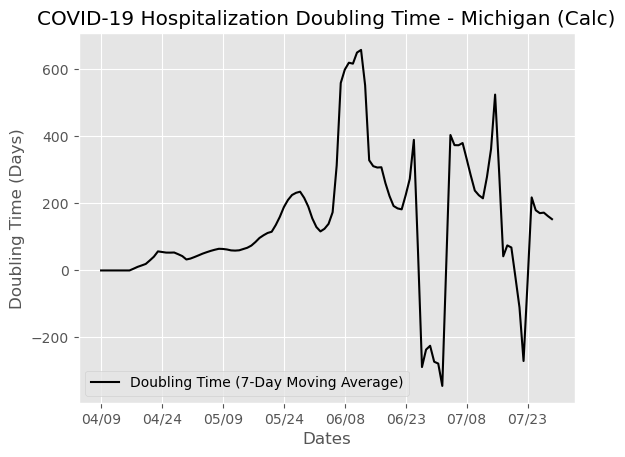 COVID-19 Hospitalization Doubling Time - Michigan (Calc)
Doubling Time (Days)
600
400
200
0
−200
Doubling Time (7-Day Moving Average)
04/09 04/24 05/09 05/24 06/08 06/23 07/08 07/23
Dates